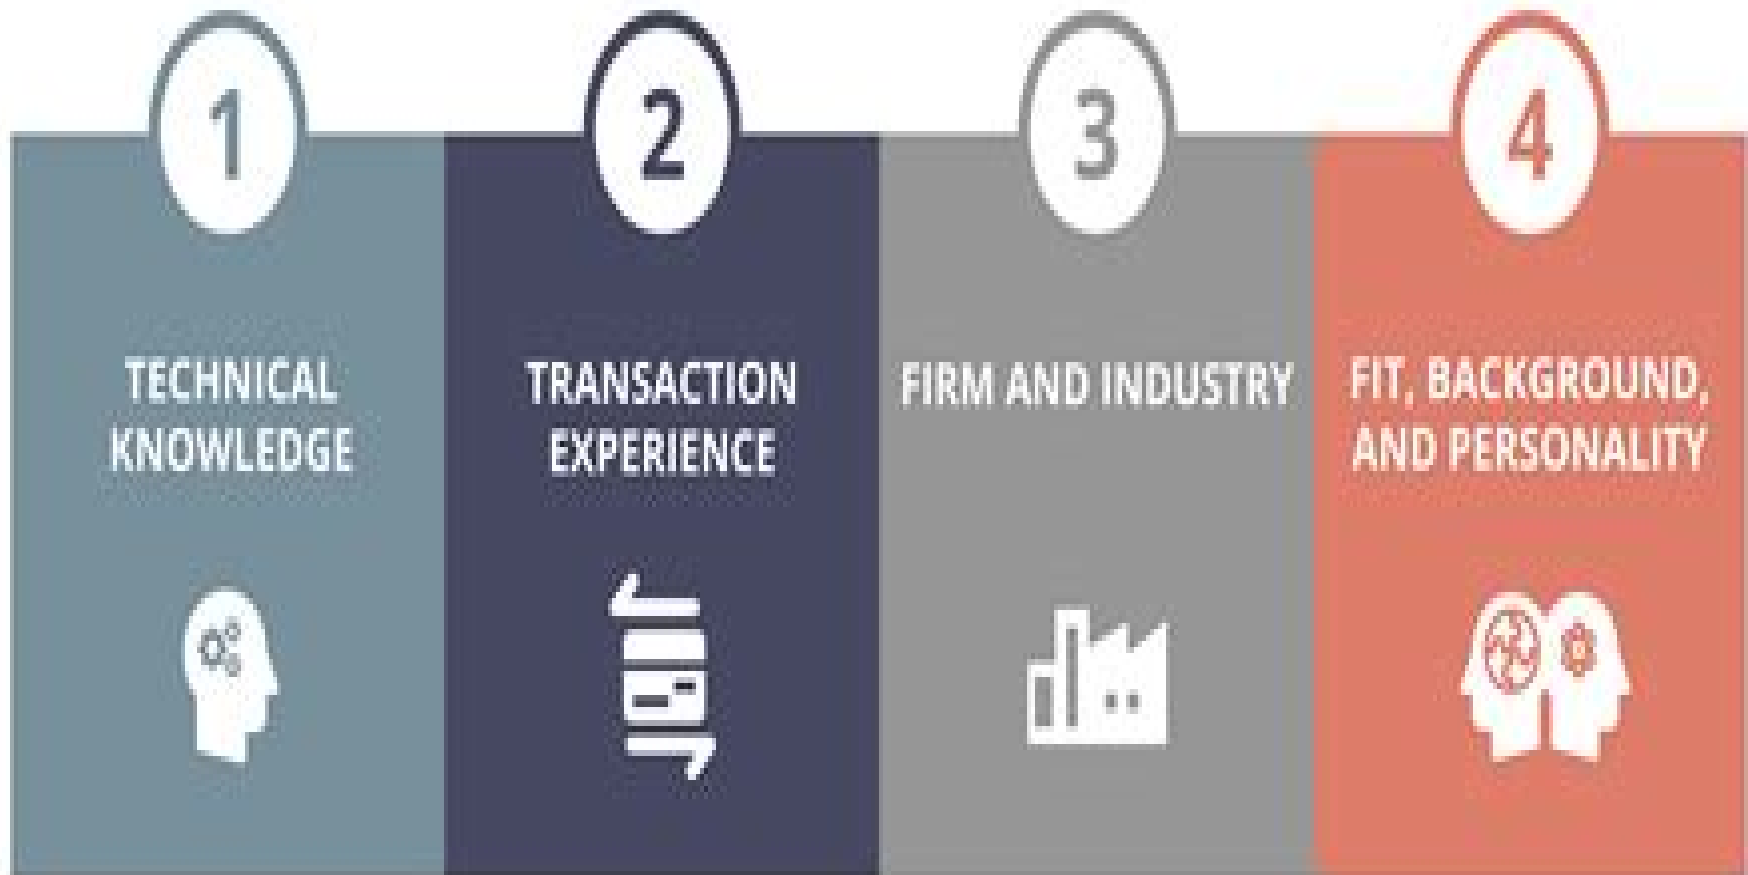 1
TECHNICAL
KNOWLEDGE
2
TRANSACTION
EXPERIENCE
3
FIRM AND INDUSTRY
4
FIT, BACKGROUND,
AND PERSONALITY